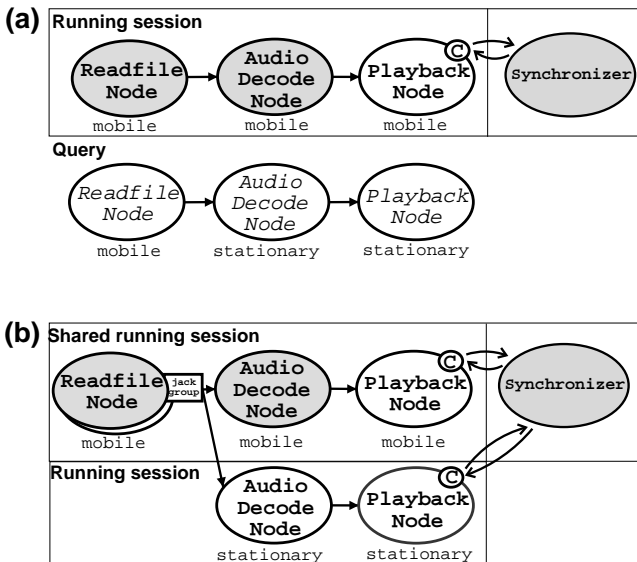 (a)
Running session
Readfile
Node
mobile
Audio
Decode
Node
mobile
C
Playback
Node
mobile
Synchronizer
Query
Readfile
Node
mobile
Audio
Decode
Node
stationary
Playback
Node
stationary
(b)
Shared running session
Readfile
Node
mobile
jack
group
Audio
Decode
Node
mobile
C
Playback
Node
mobile
Synchronizer
Running session
Audio
Decode
Node
stationary
C
Playback
Node
stationary